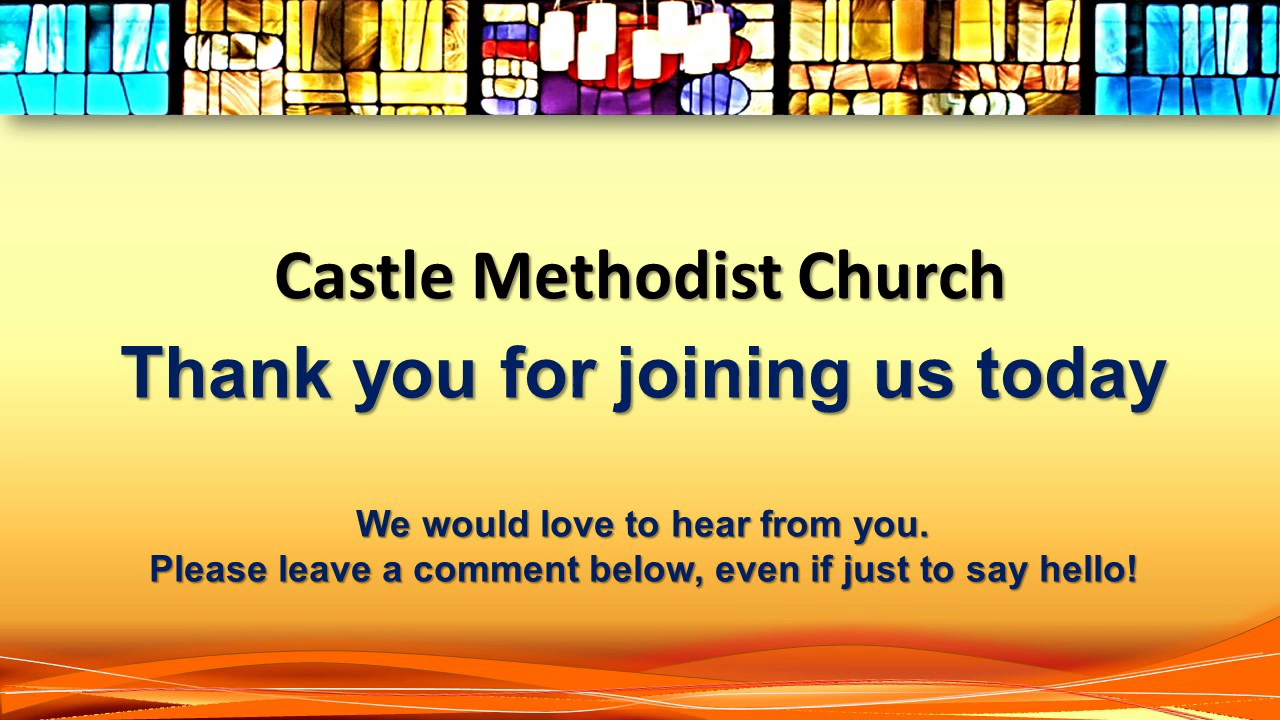 Castle Methodist Church
Thank you for joining us today
We would love to hear from you.
Please leave a comment below, even if just to say hello!